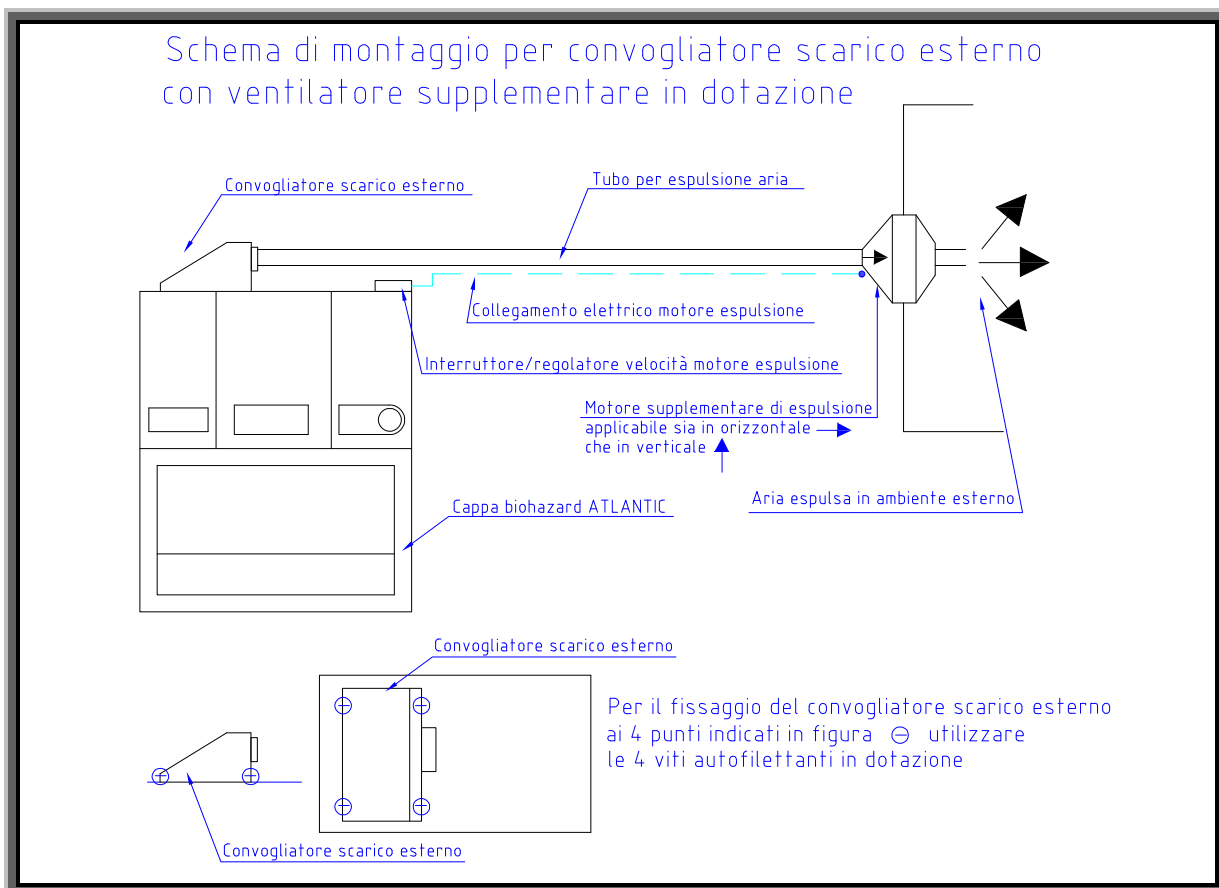 Schema di montaggio per convogliatore scarico esterno
con ventilatore supplementare in dotazione
Convogliatore scarico esterno
Tubo per espulsione aria
Collegamento elettrico motore espulsione
Interruttore/regolatore velocità motore espulsione
Motore supplementare di espulsione
applicabile sia in orizzontale
che in verticale
Aria espulsa in ambiente esterno
Cappa biohazard ATLANTIC
Convogliatore scarico esterno
Per il fissaggio del convogliatore scarico esterno
ai 4 punti indicati in figura utilizzare
le 4 viti autofilettanti in dotazione
Convogliatore scarico esterno